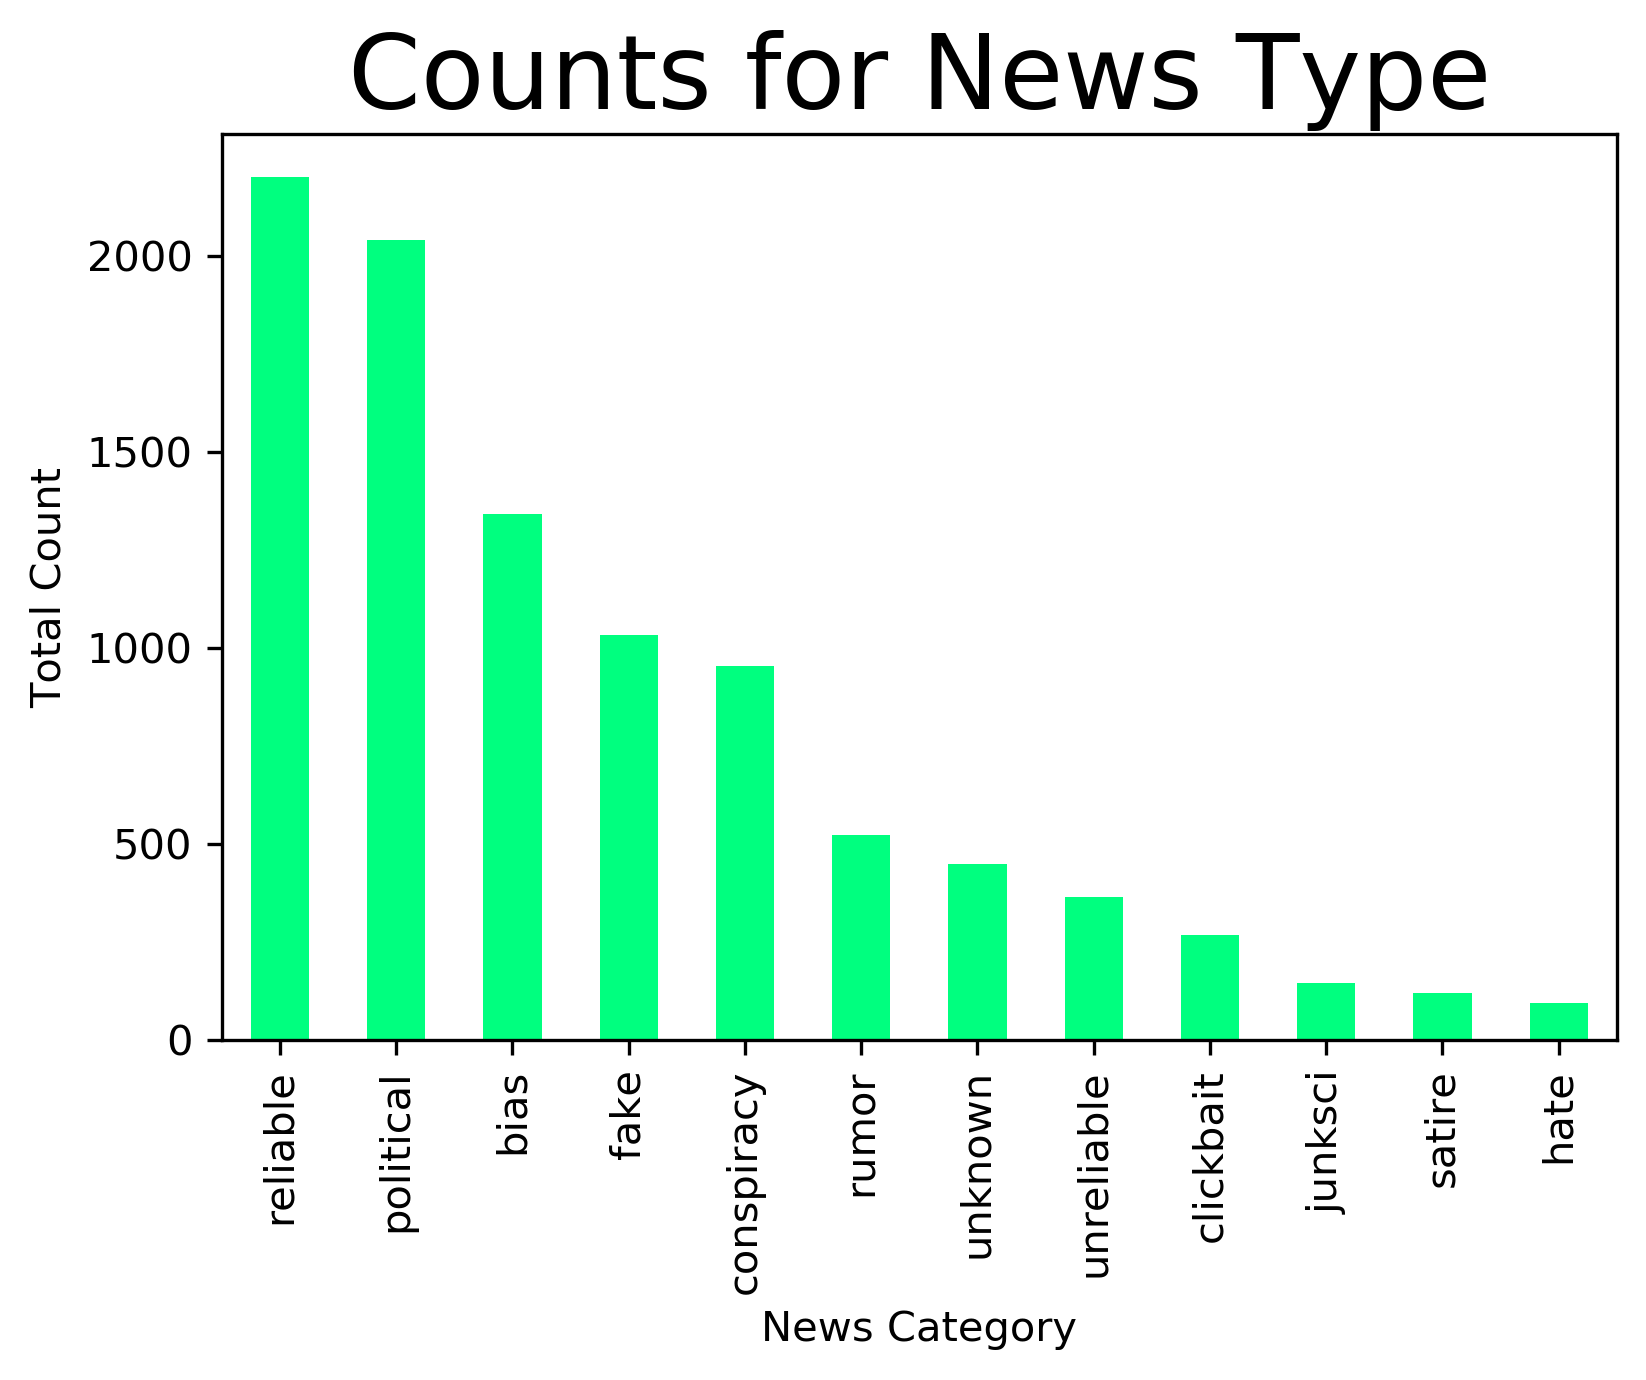 Counts for News Type
Total Count
2000
1500
1000
500
0
reliable
political
bias
fake
conspiracy
rumor
unknown
unreliable
clickbait
junksci
satire
hate
News Category